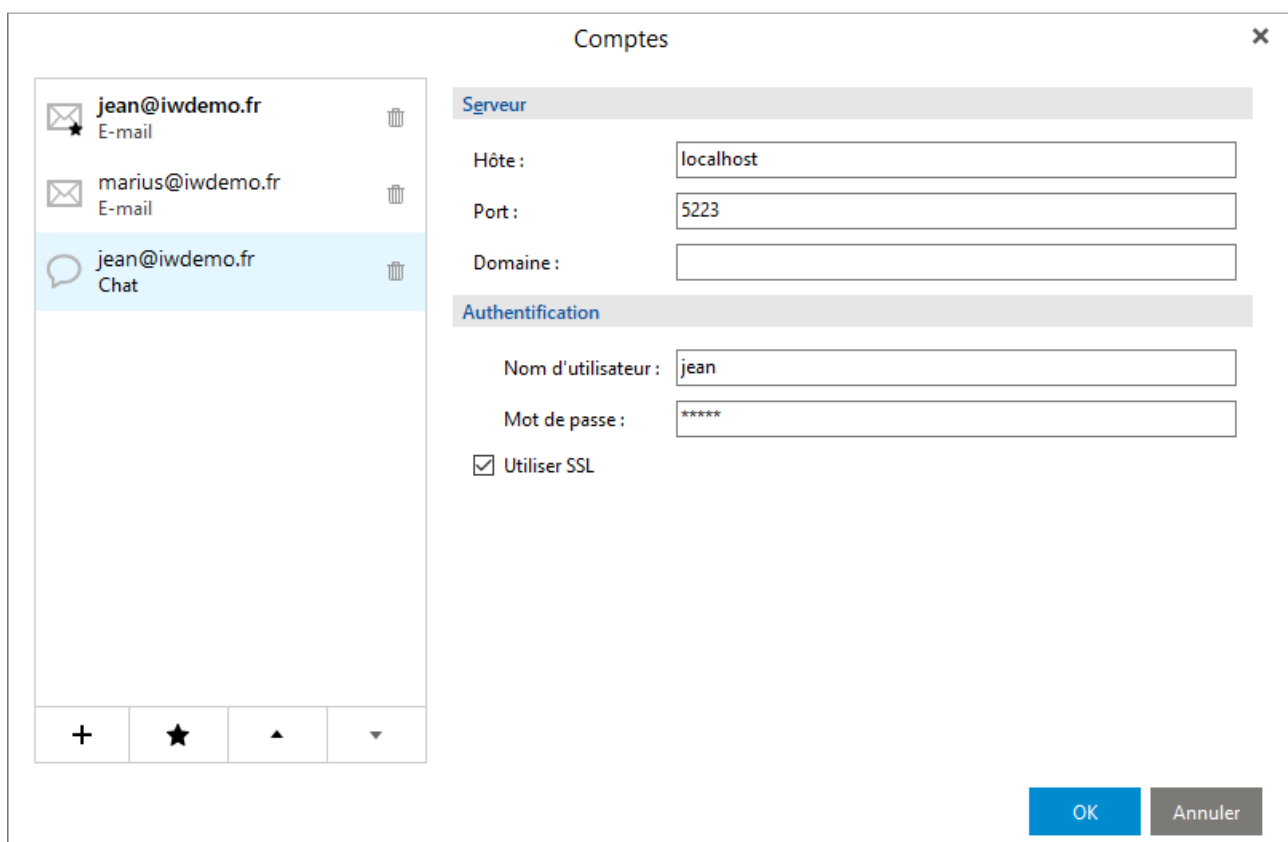 Comptes
jean@iwdemo.fr
E-mail
marius@iwdemo.fr
E-mail
jean@iwdemo.fr
Chat
Serveur
Hôte : localhost
Port : 5223
Domaine :
Authentification
Nom d'utilisateur : jean
Mot de passe : *****
Utiliser SSL
OK Annuler